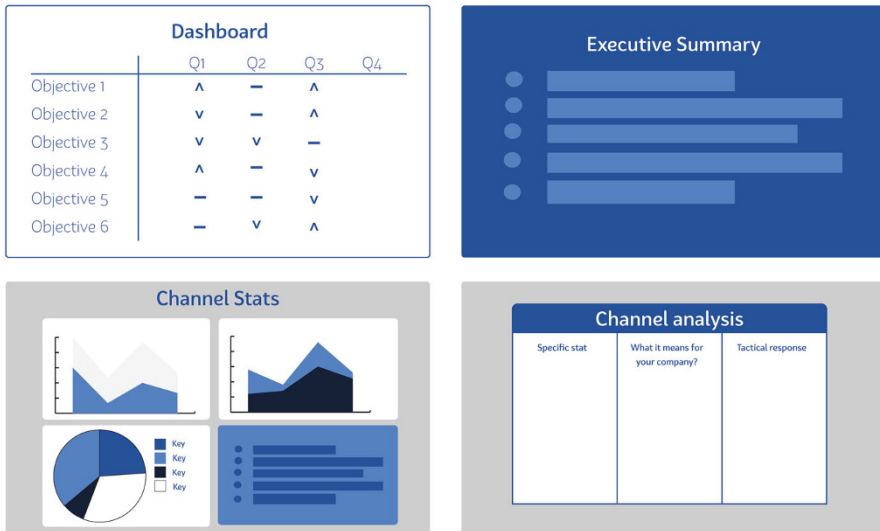 Dashboard
Q1 Q2 Q3 Q4
Objective 1 ʌ – ʌ
Objective 2 v – ʌ
Objective 3 v v –
Objective 4 ʌ – v
Objective 5 – – v
Objective 6 – v ʌ
Executive Summary
Channel Stats
Key
Key
Key
Key
Channel analysis
Specific stat
What it means for
your company?
Tactical response